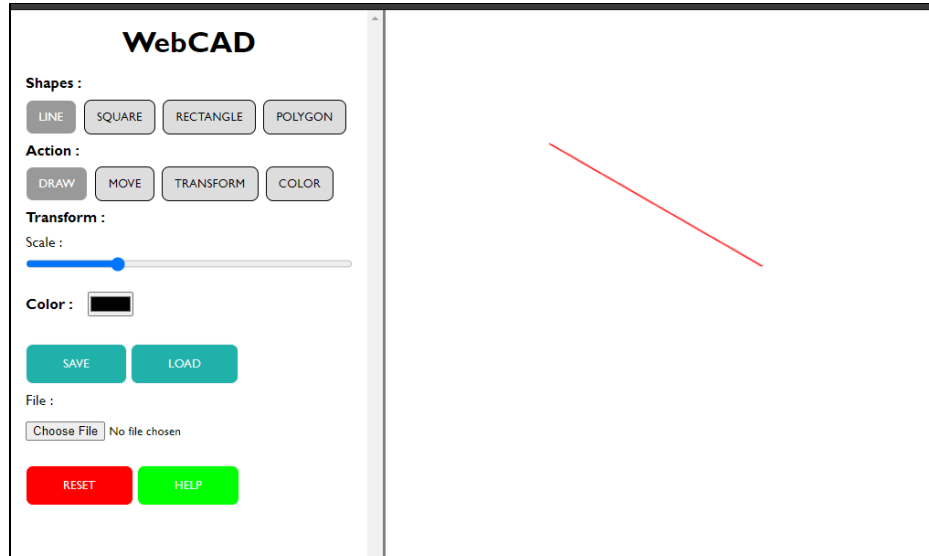 WebCAD
Shapes :
LINE SQUARE RECTANGLE POLYGON
Action :
DRAW MOVE TRANSFORM COLOR
Transform :
Scale :
Color :
SAVE LOAD
File :
Choose File No file chosen
RESET HELP